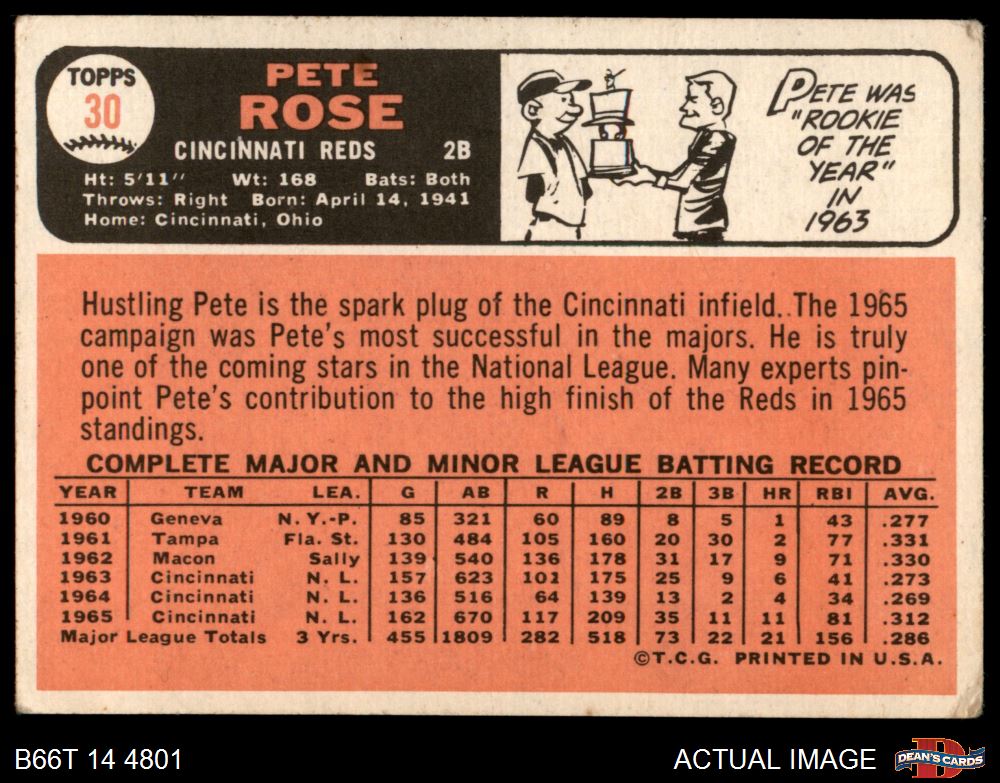 TOPPS
30
PETE
ROSE
CINCINNATI REDS 2B
Ht: 5'11" Wt: 168 Bats: Both
Throws: Right Born: April 14, 1941
Home: Cincinnati, Ohio
PETE WAS
"ROOKIE
OF THE
YEAR"
IN
1963
Hustling Pete is the spark plug of the Cincinnati infield. The 1965
campaign was Pete's most successful in the majors. He is truly
one of the coming stars in the National League. Many experts pin-
point Pete's contribution to the high finish of the Reds in 1965
standings.
COMPLETE MAJOR AND MINOR LEAGUE BATTING RECORD
YEAR TEAM LEA. G AB R H 2B 3B HR RBI AVG.
1960 Geneva N.Y.-P. 85 321 60 89 8 5 1 43 .277
1961 Tampa Fla. St. 130 484 105 160 20 30 2 77 .331
1962 Macon Sally 139 540 136 178 31 17 9 71 .330
1963 Cincinnati N. L. 157 623 101 175 25 9 6 41 .273
1964 Cincinnati N. L. 136 516 64 139 13 2 4 34 .269
1965 Cincinnati N. L. 162 670 117 209 35 11 11 81 .312
Major League Totals 3 Yrs. 455 1809 282 518 73 22 21 156 .286
©T.C.G. PRINTED IN U.S.A.
B66T 14 4801 ACTUAL IMAGE DEAN'S CARDS